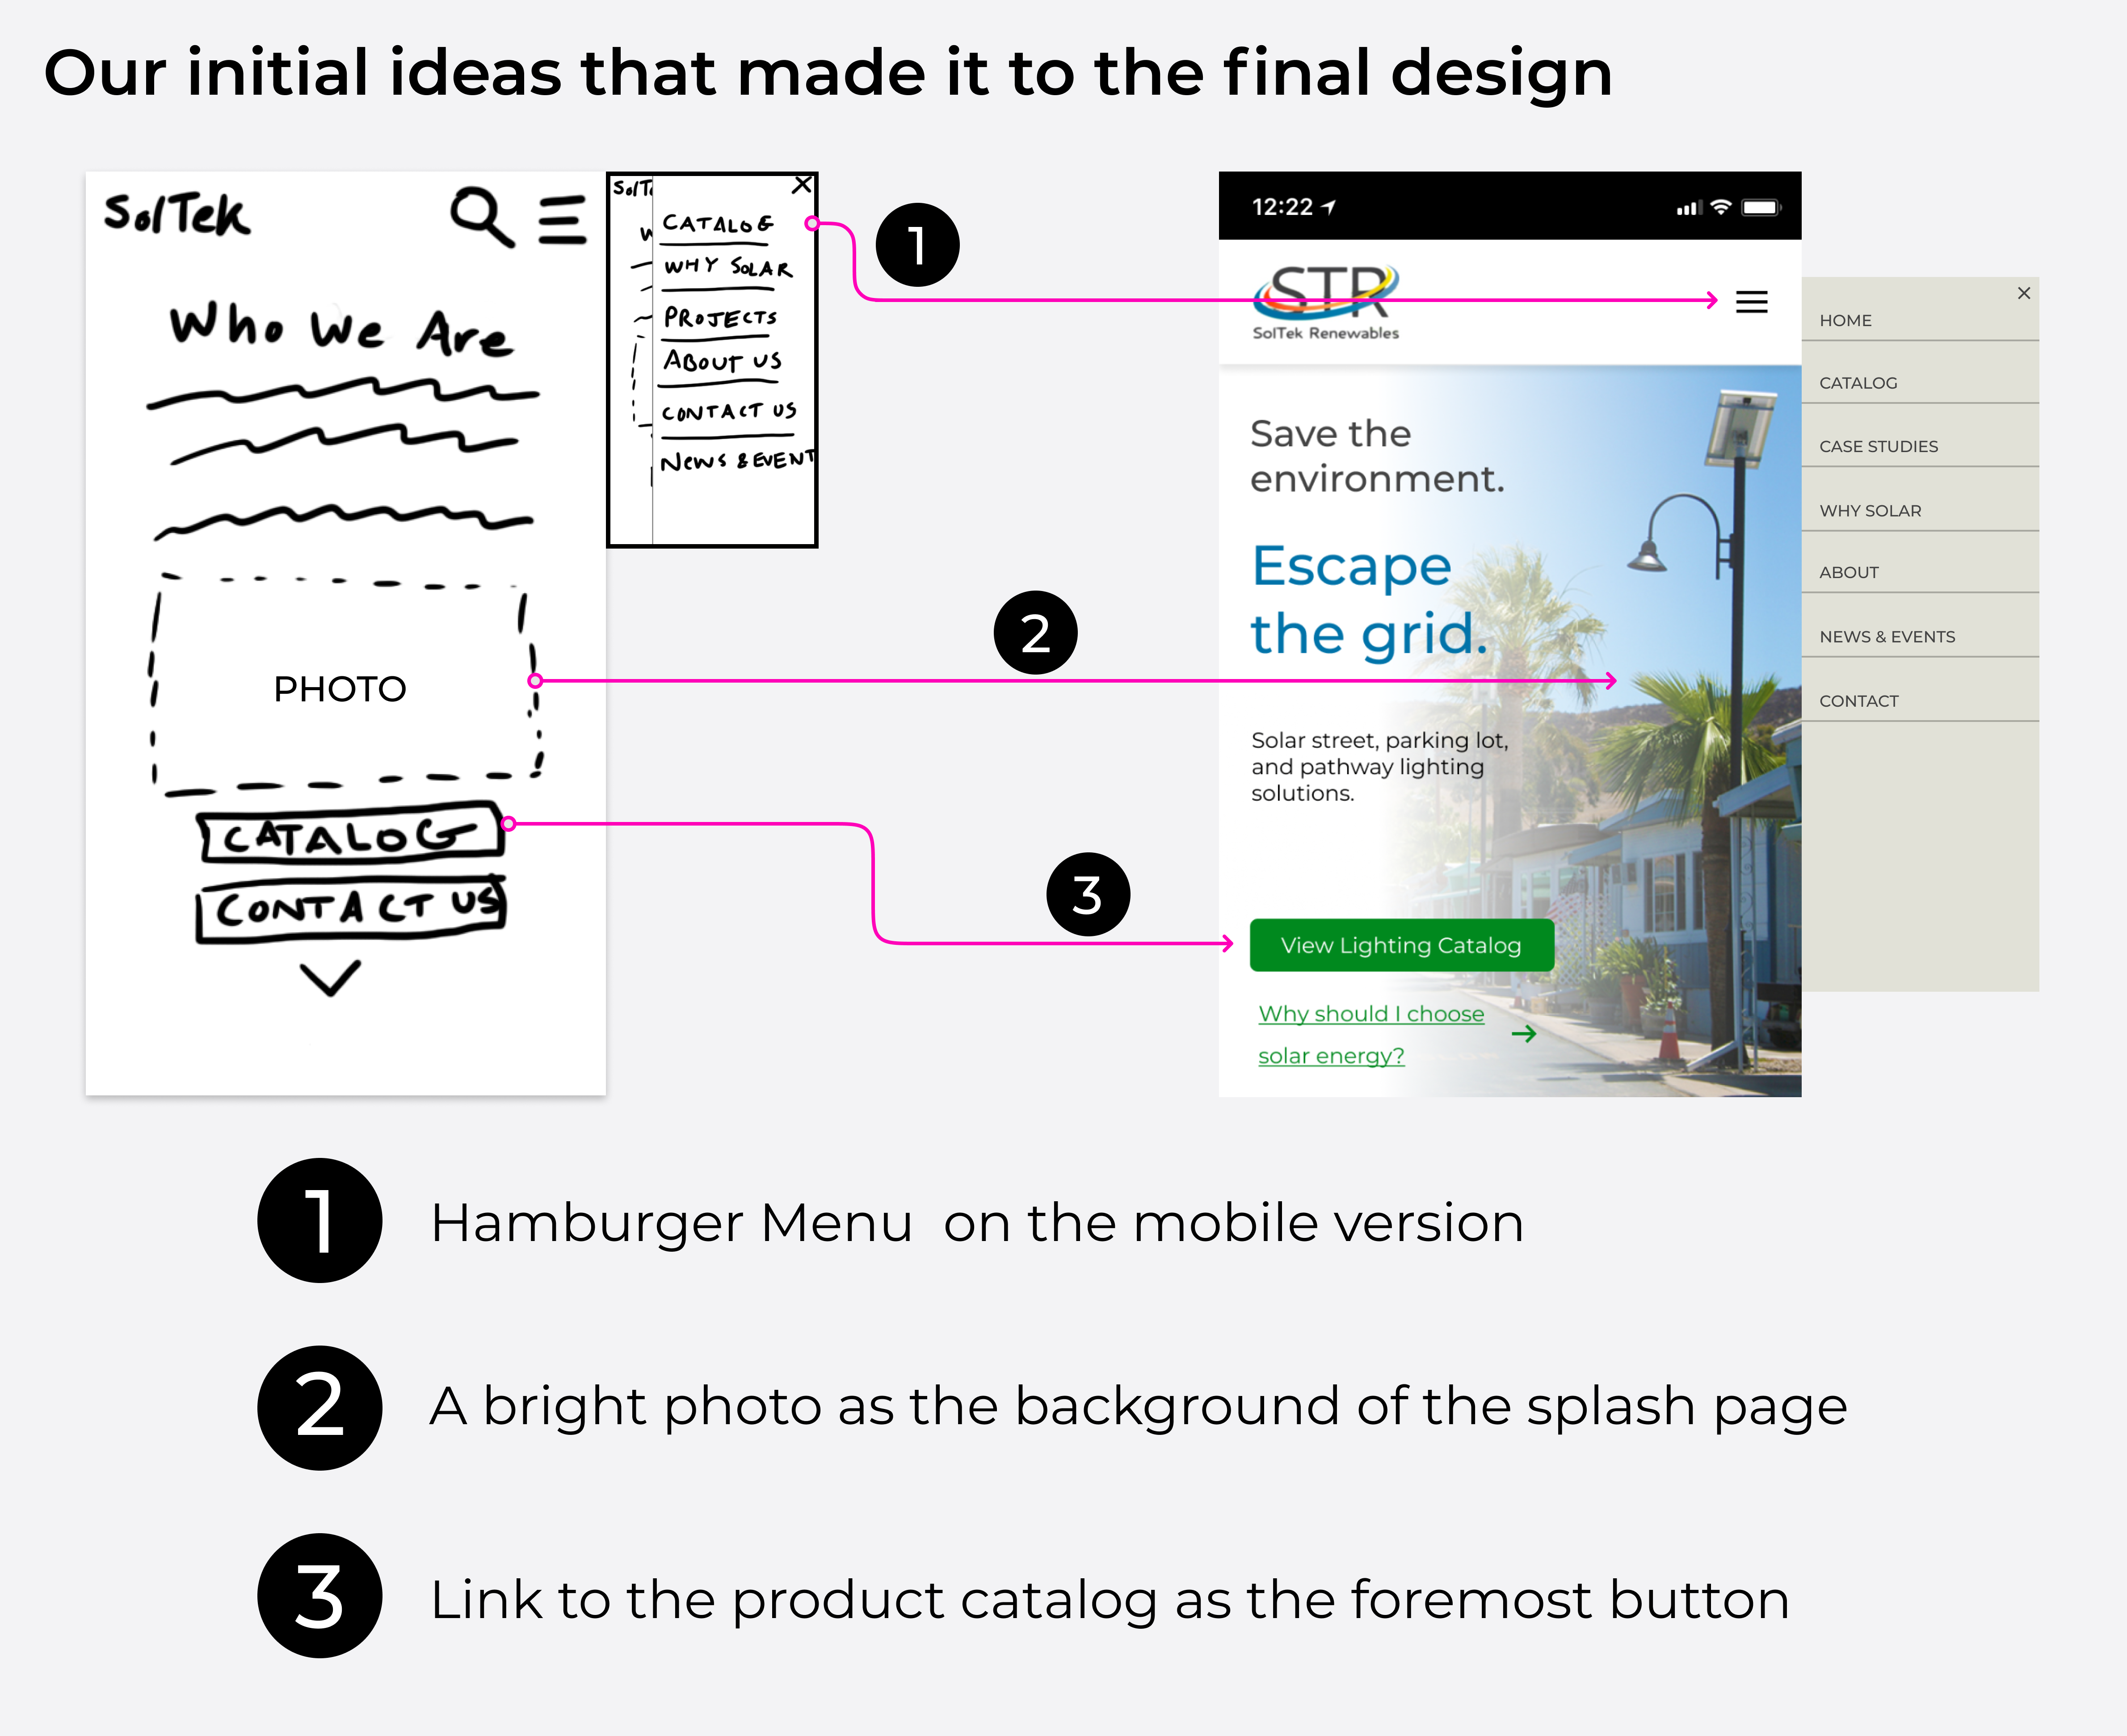 Our initial ideas that made it to the final design
SolTek
Who We Are
PHOTO
CATALOG
CONTACT US
SolT
W
CATALOG
WHY SOLAR
PROJECTS
ABOUT US
CONTACT US
NEWS & EVENT
1
2
3
12:22
STR
SolTek Renewables
Save the
environment.
Escape
the grid.
Solar street, parking lot,
and pathway lighting
solutions.
View Lighting Catalog
Why should I choose
solar energy?
HOME
CATALOG
CASE STUDIES
WHY SOLAR
ABOUT
NEWS & EVENTS
CONTACT
1 Hamburger Menu  on the mobile version
2 A bright photo as the background of the splash page
3 Link to the product catalog as the foremost button